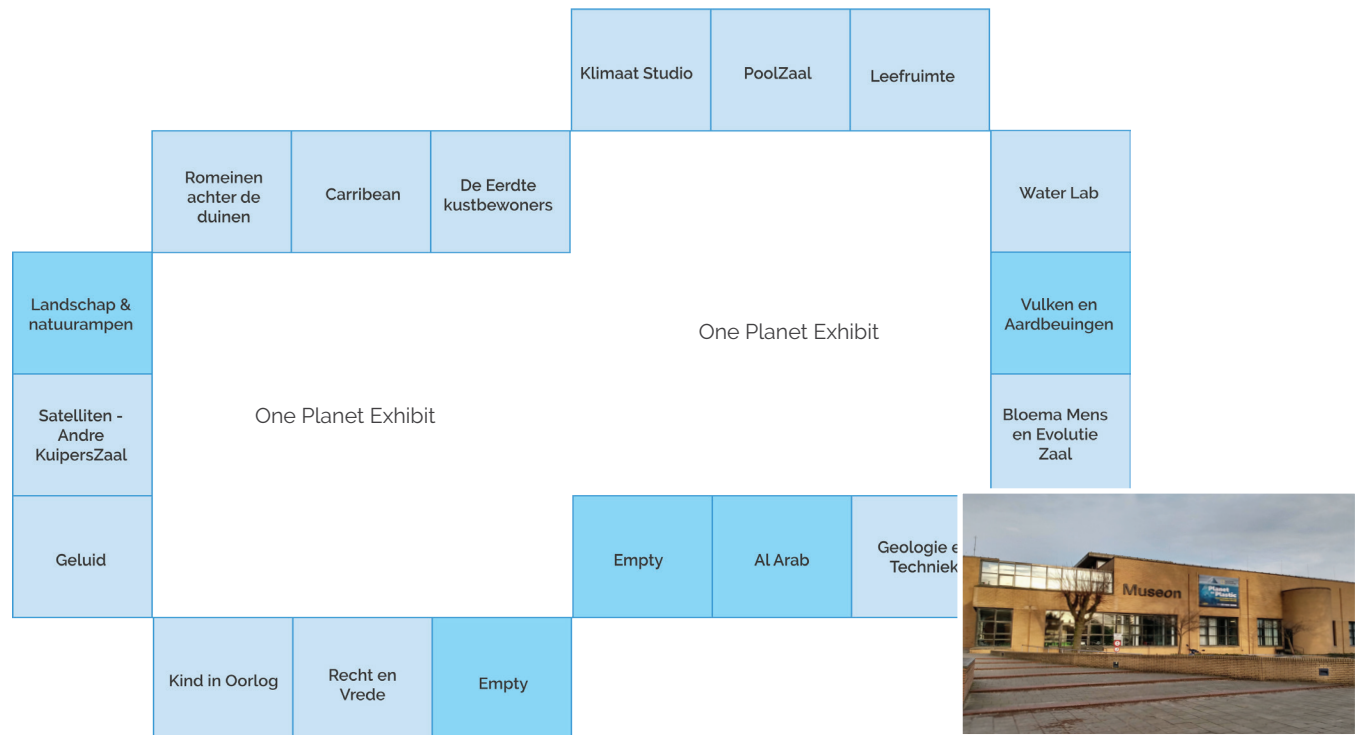 Klimaat Studio
PoolZaal
Leefruimte
Romeinen
achter de
duinen
Carribean
De Eerdte
kustbewoners
Water Lab
Landschap &
natuurampen
Vulken en
Aardbeuingen
One Planet Exhibit
One Planet Exhibit
Satelliten -
Andre
KuipersZaal
Bloema Mens
en Evolutie
Zaal
Geluid
Empty
Al Arab
Geologie e
Techniek
Museon
Planet
Plastic
Kind in Oorlog
Recht en
Vrede
Empty